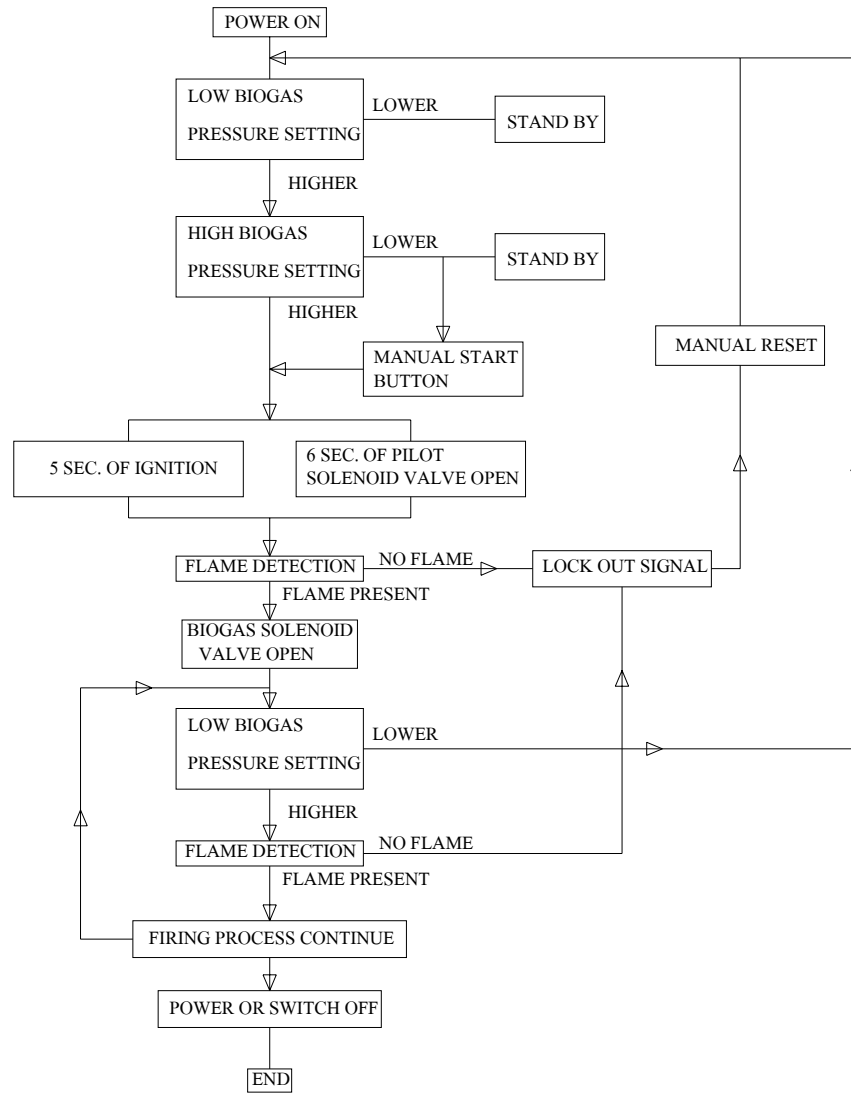 POWER ON
LOW BIOGAS
PRESSURE SETTING
LOWER
STAND BY
HIGHER
HIGH BIOGAS
PRESSURE SETTING
LOWER
STAND BY
HIGHER
MANUAL START
BUTTON
MANUAL RESET
5 SEC. OF IGNITION
6 SEC. OF PILOT
SOLENOID VALVE OPEN
FLAME DETECTION
NO FLAME
LOCK OUT SIGNAL
FLAME PRESENT
BIOGAS SOLENOID
VALVE OPEN
LOW BIOGAS
PRESSURE SETTING
LOWER
HIGHER
FLAME DETECTION
NO FLAME
FLAME PRESENT
FIRING PROCESS CONTINUE
POWER OR SWITCH OFF
END